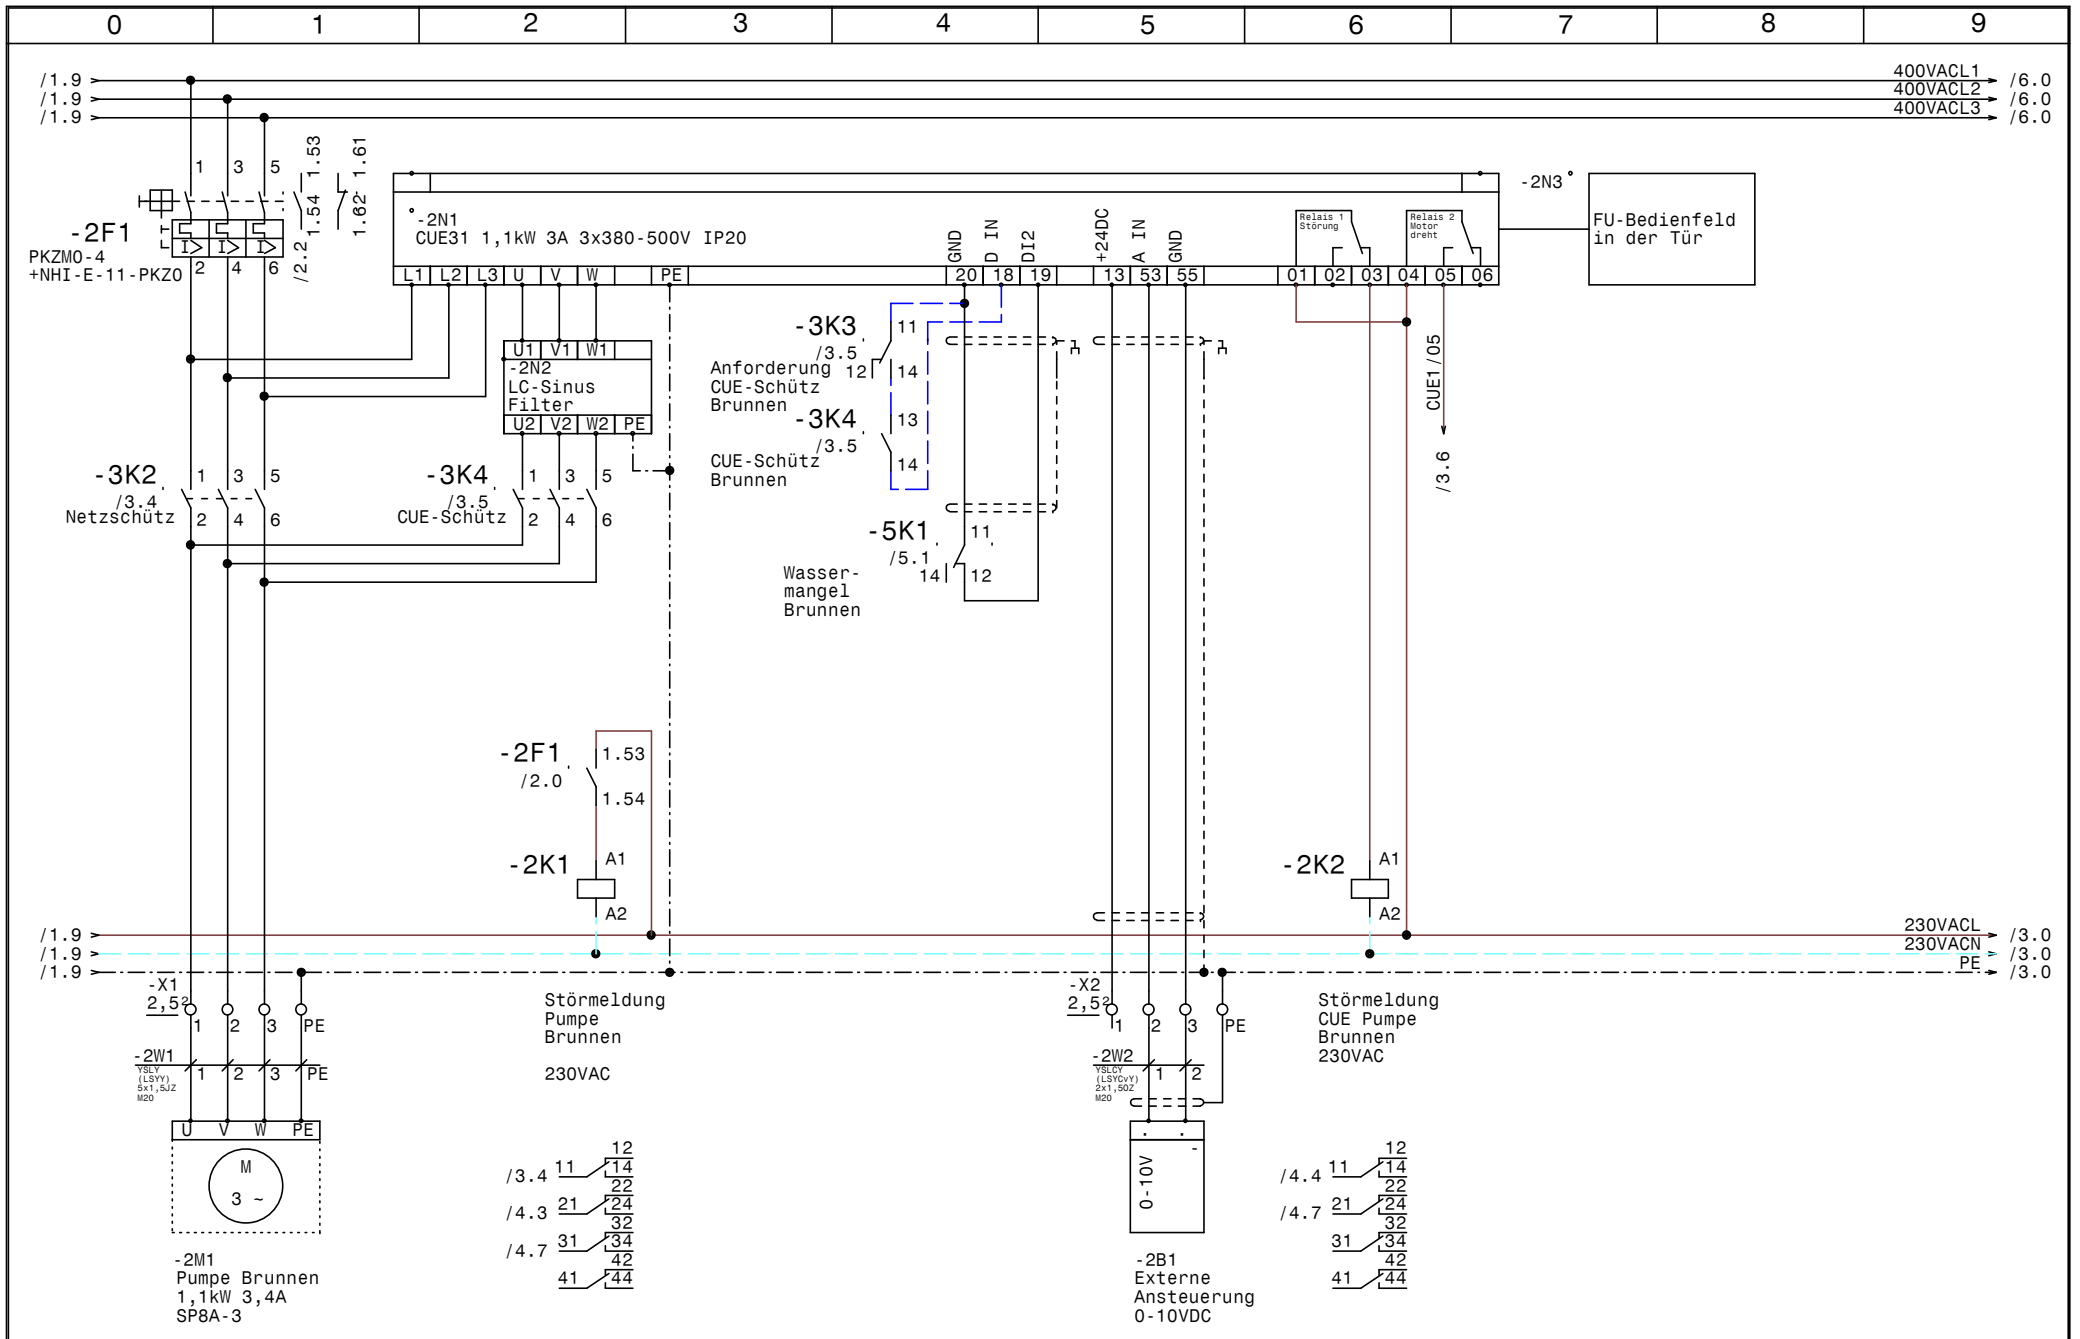 0 1 2 3 4 5 6 7 8 9
/1.9 400VACL1 /6.0
/1.9 400VACL2 /6.0
/1.9 400VACL3 /6.0
1 3 5 1.53 1.61
1.54 1.62
-2F1
PKZM0-4
+NHI-E-11-PKZ0
I> I> I>
2 4 6 /2.2
-2N1
CUE31 1,1kW 3A 3x380-500V IP20
GND D IN DI2 +24DC A IN GND
Relais 1
Störung
Relais 2
Motor
dreht
L1 L2 L3 U V W PE 20 18 19 13 53 55 01 02 03 04 05 06
-2N3
FU-Bedienfeld
in der Tür
U1 V1 W1
-2N2
LC-Sinus
Filter
U2 V2 W2 PE
-3K3
/3.5
11
12 14
Anforderung
CUE-Schütz
Brunnen
-3K4
/3.5
13
14
CUE-Schütz
Brunnen
CUE1/05
/3.6
-3K2
/3.4
Netzschütz
1 3 5
2 4 6
-3K4
/3.5
CUE-Schütz
1 3 5
2 4 6
-5K1
/5.1
11
14 12
Wasser-
mangel
Brunnen
-2F1
/2.0
1.53
1.54
-2K1
A1
A2
-2K2
A1
A2
/1.9 230VACL /3.0
/1.9 230VACN /3.0
/1.9 PE /3.0
-X1
2,5²
1 2 3 PE
-2W1
YSLY
(LSYY)
5x1,5JZ
M20
1 2 3 PE
U V W PE
M
3 ~
-2M1
Pumpe Brunnen
1,1kW 3,4A
SP8A-3
Störmeldung
Pumpe
Brunnen
230VAC
12
/3.4 11 14
22
/4.3 21 24
32
/4.7 31 34
42
41 44
-X2
2,5²
1 2 3 PE
-2W2
YSLCY
(LSYCvY)
2x1,5OZ
M20
1 2
-
0-10V
-2B1
Externe
Ansteuerung
0-10VDC
Störmeldung
CUE Pumpe
Brunnen
230VAC
12
/4.4 11 14
22
/4.7 21 24
32
31 34
42
41 44